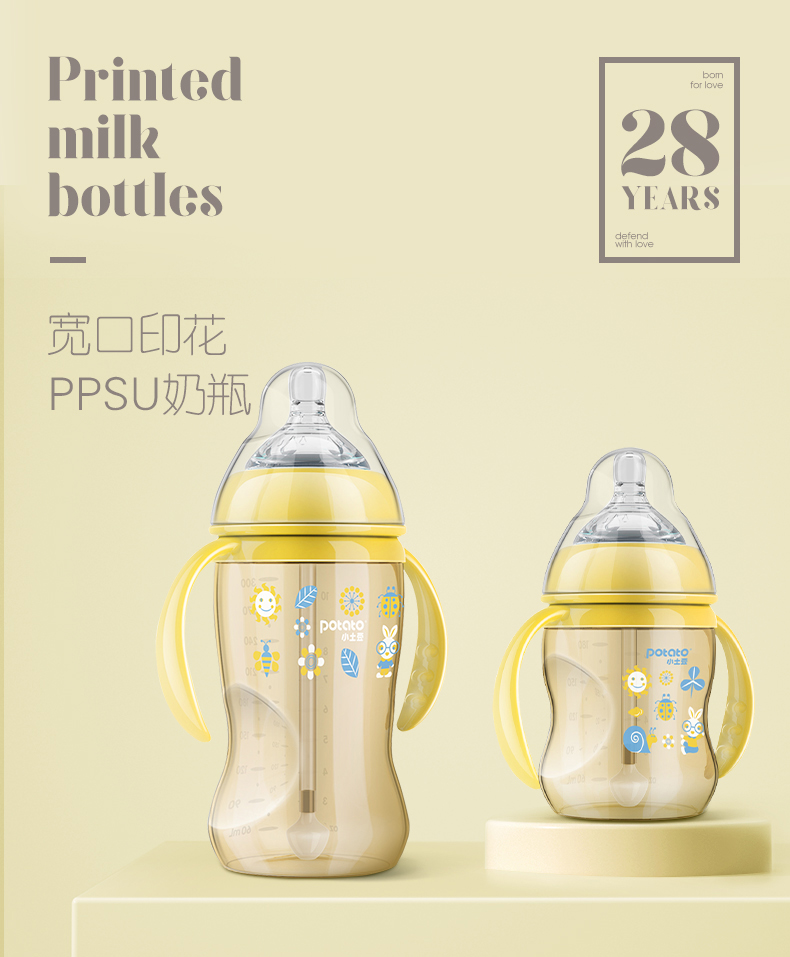 Printed
milk
bottles
born
for love
28
YEARS
defend
with love
宽口印花
PPSU奶瓶
potato
小土豆
potato
小土豆